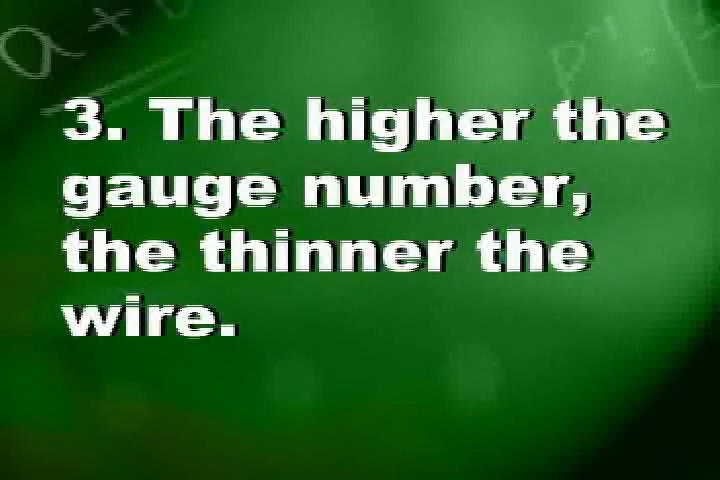 3. The higher the
gauge number,
the thinner the
wire.